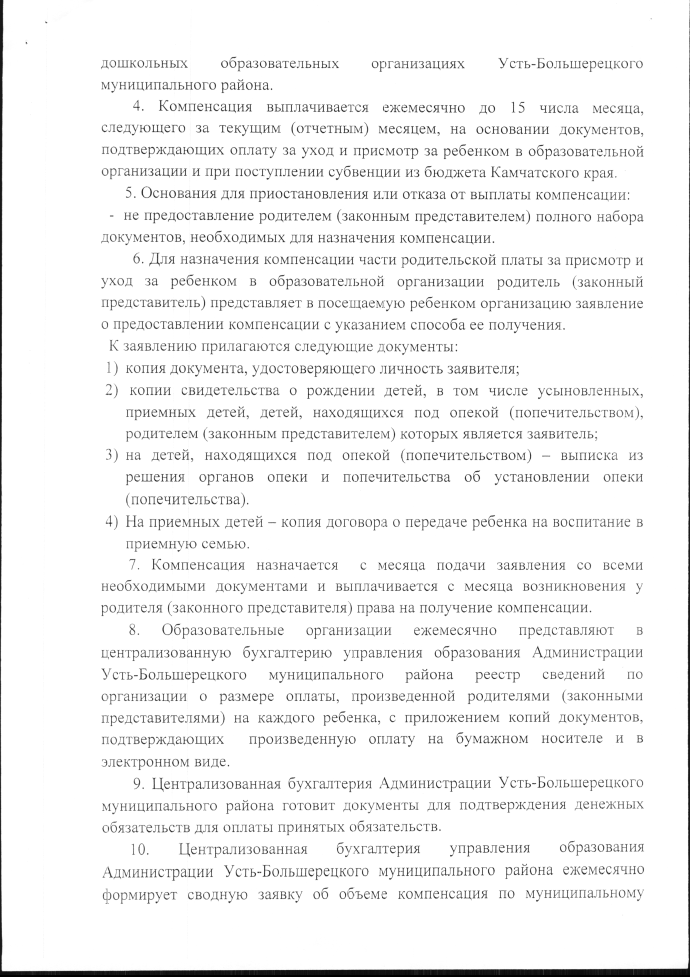 дошкольных образовательных организациях Усть-Большерецкого
муниципального района.
4. Компенсация выплачивается ежемесячно до 15 числа месяца,
следующего за текущим (отчетным) месяцем, на основании документов,
подтверждающих оплату за уход и присмотр за ребенком в образовательной
организации и при поступлении субвенции из бюджета Камчатского края.
5. Основания для приостановления или отказа от выплаты компенсации:
- не предоставление родителем (законным представителем) полного набора
документов, необходимых для назначения компенсации.
6. Для назначения компенсации части родительской платы за присмотр и
уход за ребенком в образовательной организации родитель (законный
представитель) представляет в посещаемую ребенком организацию заявление
о предоставлении компенсации с указанием способа ее получения.
К заявлению прилагаются следующие документы:
1) копия документа, удостоверяющего личность заявителя;
2) копии свидетельства о рождении детей, в том числе усыновленных,
приемных детей, детей, находящихся под опекой (попечительством),
родителем (законным представителем) которых является заявитель;
3) на детей, находящихся под опекой (попечительством) – выписка из
решения органов опеки и попечительства об установлении опеки
(попечительства).
4) На приемных детей – копия договора о передаче ребенка на воспитание в
приемную семью.
7. Компенсация назначается с месяца подачи заявления со всеми
необходимыми документами и выплачивается с месяца возникновения у
родителя (законного представителя) права на получение компенсации.
8. Образовательные организации ежемесячно представляют в
централизованную бухгалтерию управления образования Администрации
Усть-Большерецкого муниципального района реестр сведений по
организации о размере оплаты, произведенной родителями (законными
представителями) на каждого ребенка, с приложением копий документов,
подтверждающих произведенную оплату на бумажном носителе и в
электронном виде.
9. Централизованная бухгалтерия Администрации Усть-Большерецкого
муниципального района готовит документы для подтверждения денежных
обязательств для оплаты принятых обязательств.
10. Централизованная бухгалтерия управления образования
Администрации Усть-Большерецкого муниципального района ежемесячно
формирует сводную заявку об объеме компенсация по муниципальному